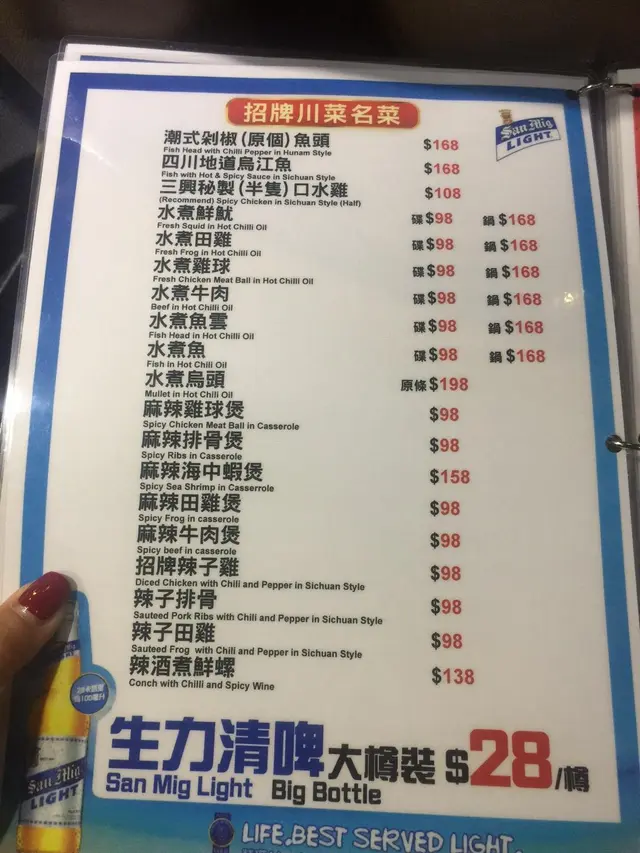 招牌川菜名菜
San Mig
LIGHT
潮式剁椒(原個)魚頭 $168
Fish Head with Chilli Pepper in Hunam Style
四川地道烏江魚 $168
Fish with Hot & Spicy Sauce in Sichuan Style
三興秘製(半隻)口水雞 $108
(Recommend) Spicy Chicken in Sichuan Style (Half)
水煮鮮魷 碟$98 鍋$168
Fresh Squid in Hot Chilli Oil
水煮田雞 碟$98 鍋$168
Fresh Frog in Hot Chilli Oil
水煮雞球 碟$98 鍋$168
Fresh Chicken Meat Ball in Hot Chilli Oil
水煮牛肉 碟$98 鍋$168
Beef in Hot Chilli Oil
水煮魚雲 碟$98 鍋$168
Fish Head in Hot Chilli Oil
水煮魚 碟$98 鍋$168
Fish in Hot Chilli Oil
水煮烏頭 原條$198
Mullet in Hot Chilli Oil
麻辣雞球煲 $98
Spicy Chicken Meat Ball in Casserole
麻辣排骨煲 $98
Spicy Ribs in Casserole
麻辣海中蝦煲 $158
Spicy Sea Shrimp in Casserrole
麻辣田雞煲 $98
Spicy Frog in casserole
麻辣牛肉煲 $98
Spicy beef in casserole
招牌辣子雞 $98
Diced Chicken with Chili and Pepper in Sichuan Style
辣子排骨 $98
Sauteed Pork Ribs with Chili and Pepper in Sichuan Style
辣子田雞 $98
Sauteed Frog with Chili and Pepper in Sichuan Style
辣酒煮鮮螺 $138
Conch with Chilli and Spicy Wine
生力清啤大樽裝 $28/樽
San Mig Light Big Bottle
San Mig
LIGHT
LIFE, BEST SERVED LIGHT.